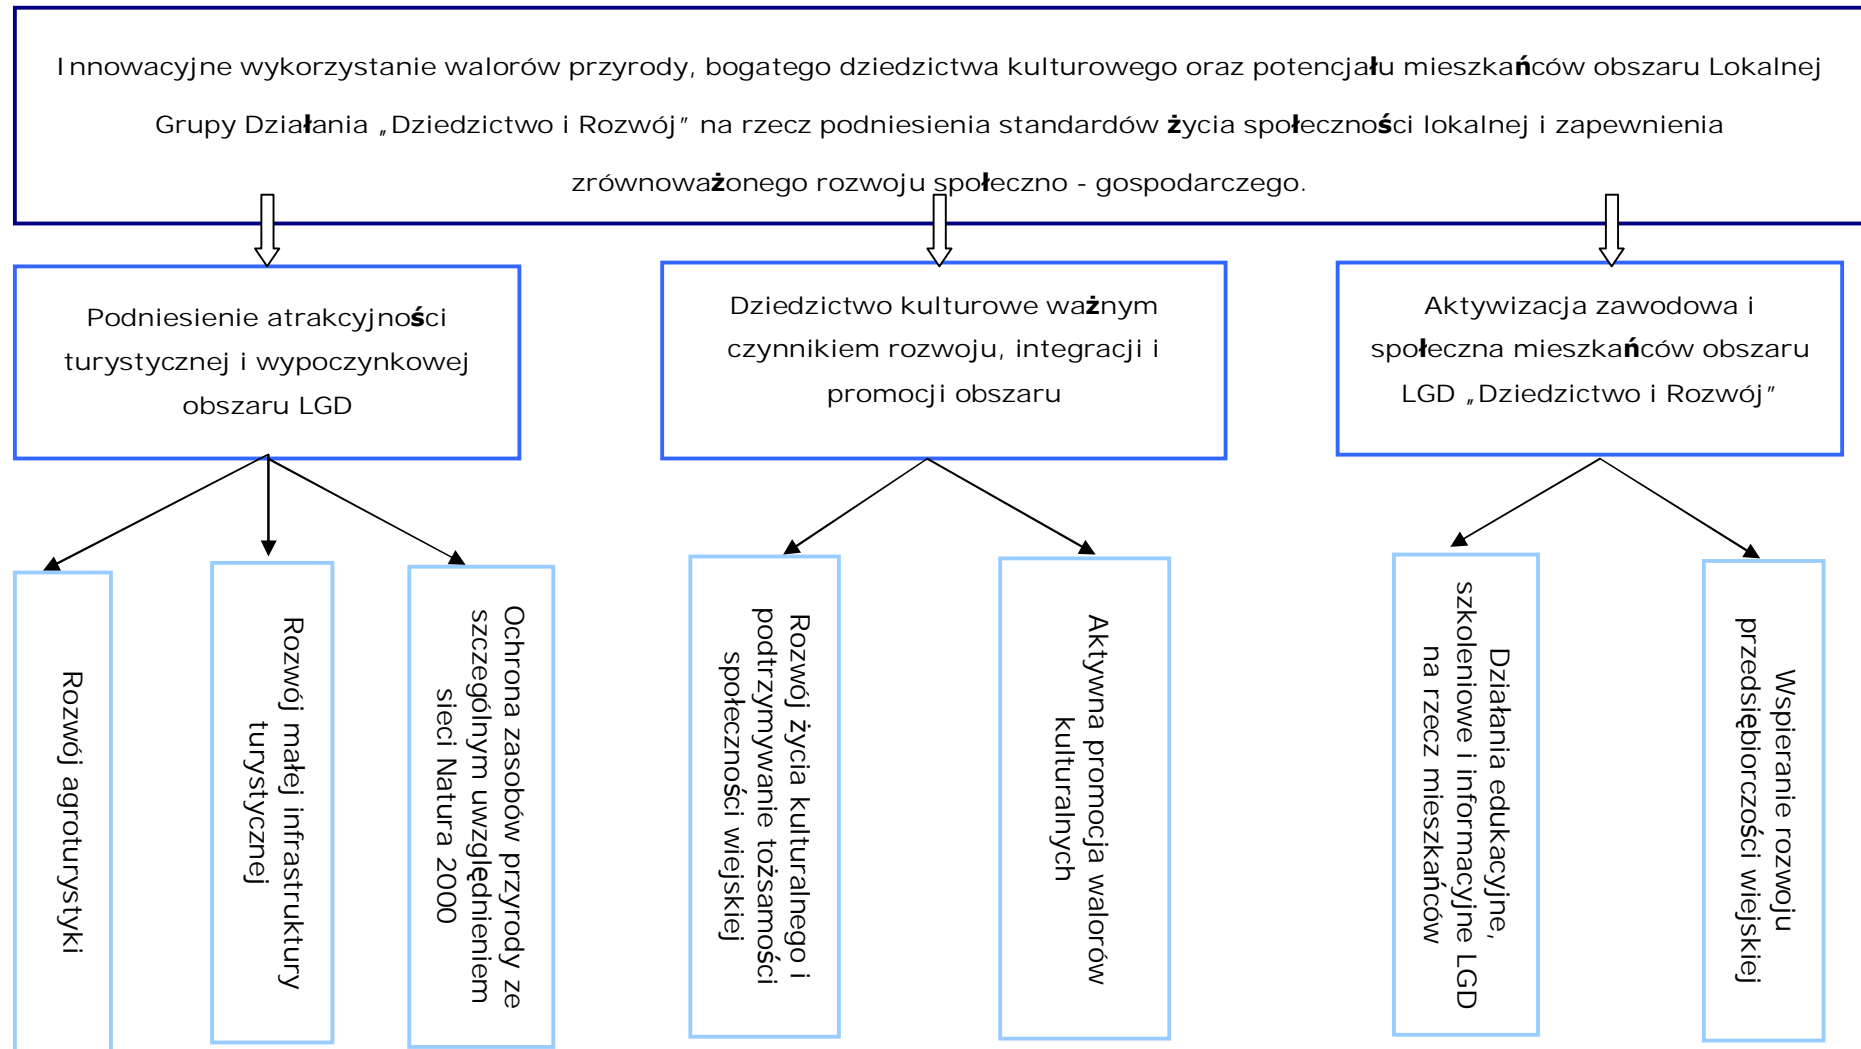 Innowacyjne wykorzystanie walorów przyrody, bogatego dziedzictwa kulturowego oraz potencjału mieszkańców obszaru Lokalnej
Grupy Działania „Dziedzictwo i Rozwój” na rzecz podniesienia standardów życia społeczności lokalnej i zapewnienia
zrównoważonego rozwoju społeczno - gospodarczego.
Podniesienie atrakcyjności
turystycznej i wypoczynkowej
obszaru LGD
Dziedzictwo kulturowe ważnym
czynnikiem rozwoju, integracji i
promocji obszaru
Aktywizacja zawodowa i
społeczna mieszkańców obszaru
LGD „Dziedzictwo i Rozwój”
Rozwój agroturystyki
Rozwój małej infrastruktury
turystycznej
Ochrona zasobów przyrody ze
szczególnym uwzględnieniem
sieci Natura 2000
Rozwój życia kulturalnego i
podtrzymywanie tożsamości
społeczności wiejskiej
Aktywna promocja walorów
kulturalnych
Działania edukacyjne,
szkoleniowe i informacyjne LGD
na rzecz mieszkańców
Wspieranie rozwoju
przedsiębiorczości wiejskiej